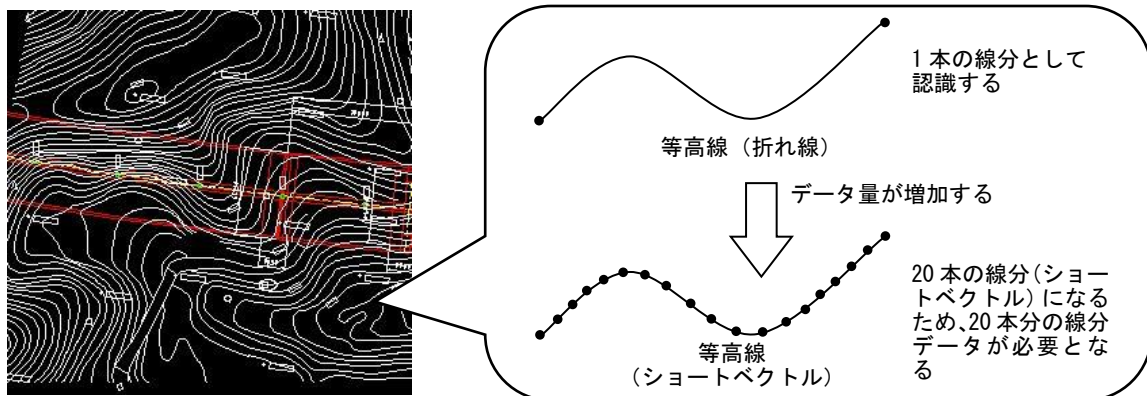 1本の線分として
認識する
等高線（折れ線）
データ量が増加する
20本の線分（ショー
トベクトル）になる
ため、20本分の線分
データが必要とな
る
等高線
（ショートベクトル）